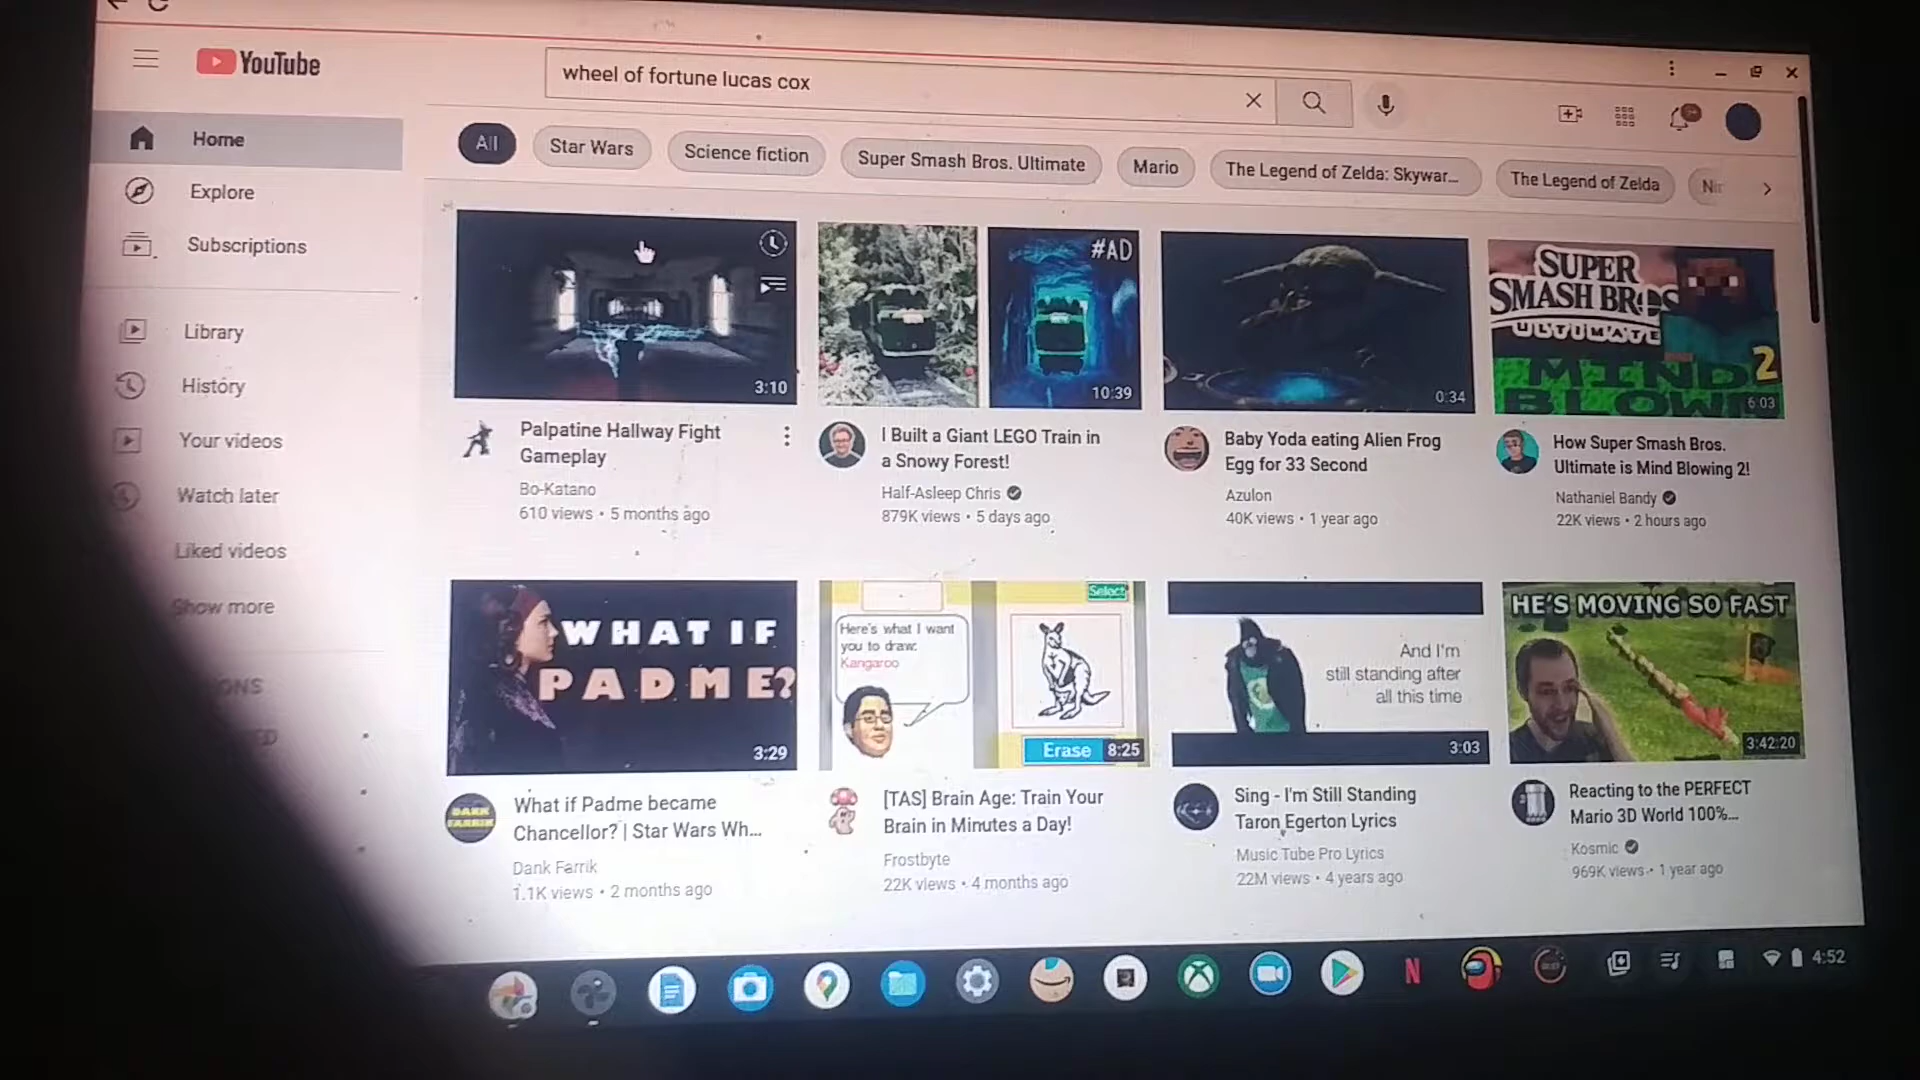 YouTube
wheel of fortune lucas cox
All
Star Wars
Science fiction
Super Smash Bros. Ultimate
Mario
The Legend of Zelda: Skywar...
The Legend of Zelda
Home
Explore
Subscriptions
Library
History
Your videos
Watch later
Liked videos
Show more
3:10
#AD
10:39
0:34
SUPER
SMASH BROS
ULTIMATE
MIND 2
BLOWN
6:03
Palpatine Hallway Fight
Gameplay
Bo-Katano
610 views • 5 months ago
I Built a Giant LEGO Train in
a Snowy Forest!
Half-Asleep Chris
879K views • 5 days ago
Baby Yoda eating Alien Frog
Egg for 33 Second
Azulon
40K views • 1 year ago
How Super Smash Bros.
Ultimate is Mind Blowing 2!
Nathaniel Bandy
22K views • 2 hours ago
WHAT IF
PADME?
3:29
Select
Here's what I want
you to draw:
Kangaroo
Erase
8:25
And I'm
still standing after
all this time
3:03
HE'S MOVING SO FAST
3:42:20
DANK
FARRIK
What if Padme became
Chancellor? | Star Wars Wh...
Dank Farrik
1.1K views • 2 months ago
[TAS] Brain Age: Train Your
Brain in Minutes a Day!
Frostbyte
22K views • 4 months ago
Sing - I'm Still Standing
Taron Egerton Lyrics
Music Tube Pro Lyrics
22M views • 4 years ago
Reacting to the PERFECT
Mario 3D World 100%...
Kosmic
969K views • 1 year ago
4:52